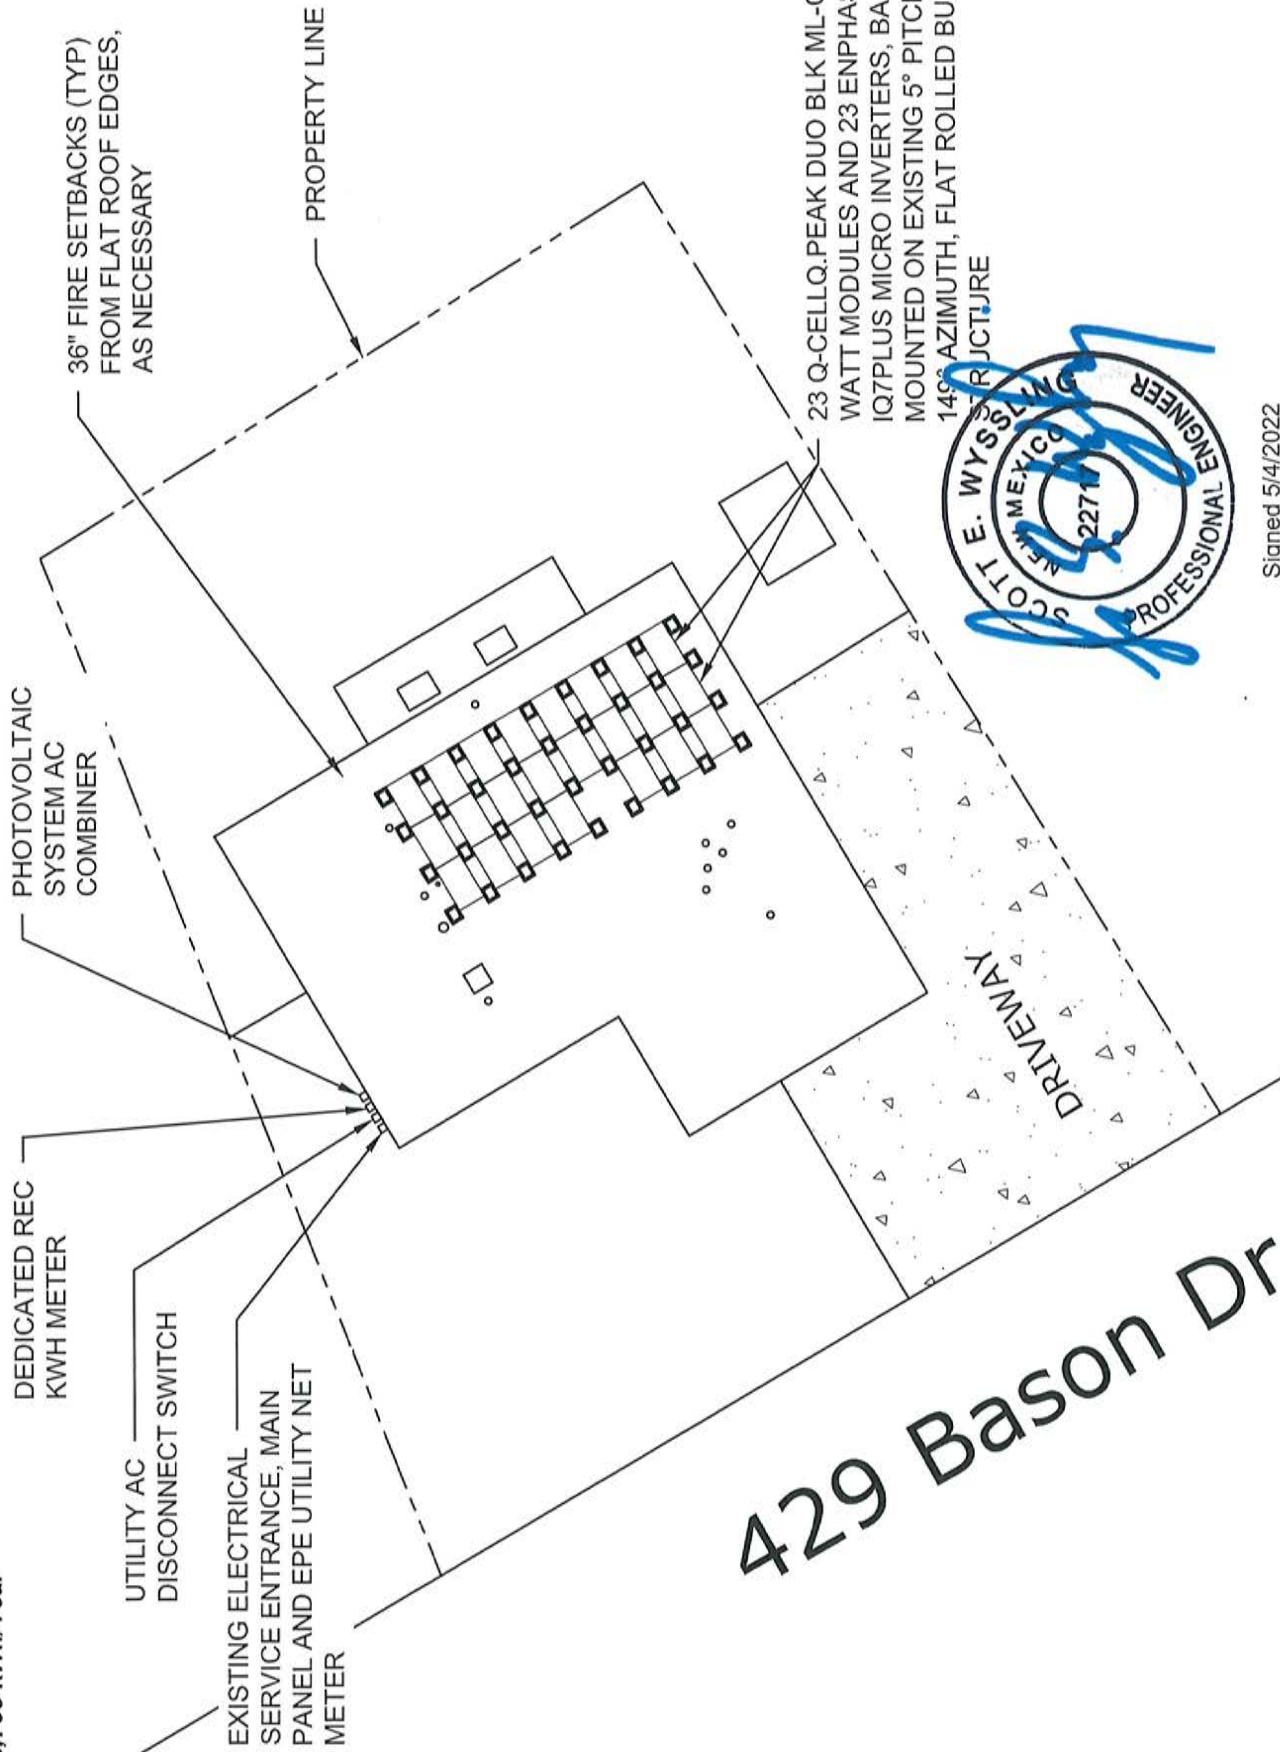 36" FIRE SETBACKS (TYP)
FROM FLAT ROOF EDGES,
AS NECESSARY
PROPERTY LINE
PHOTOVOLTAIC
SYSTEM AC
COMBINER
DEDICATED REC
KWH METER
UTILITY AC
DISCONNECT SWITCH
EXISTING ELECTRICAL
SERVICE ENTRANCE, MAIN
PANEL AND EPE UTILITY NET
METER
23 Q-CELLQ.PEAK DUO BLK ML-
WATT MODULES AND 23 ENPHAS
IQ7PLUS MICRO INVERTERS, BA
MOUNTED ON EXISTING 5° PITC
149° AZIMUTH, FLAT ROLLED BU
STRUCTURE
SCOTT E. WYSSLING
NEW MEXICO
22717
PROFESSIONAL ENGINEER
Signed 5/4/2022
DRIVEWAY
429 Bason Dr